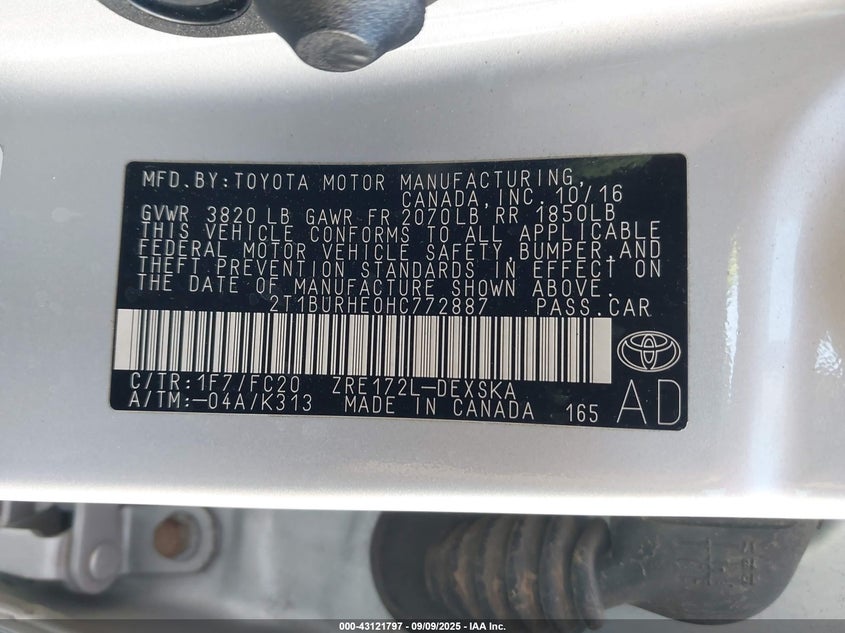 MFD.BY:TOYOTA MOTOR MANUFACTURING,
CANADA,INC. 10/16
GVWR 3820 LB GAWR FR 2070LB RR 1850LB
THIS VEHICLE CONFORMS TO ALL APPLICABLE
FEDERAL MOTOR VEHICLE SAFETY,BUMPER,AND
THEFT PREVENTION STANDARDS IN EFFECT ON
THE DATE OF MANUFACTURE SHOWN ABOVE.
2T1BURHE0HC772887 PASS.CAR
C/TR:1F7/FC20 ZRE172L-DEXSKA
A/TM:-04A/K313 MADE IN CANADA 165 AD
000-43121797 - 09/09/2025 - IAA Inc.